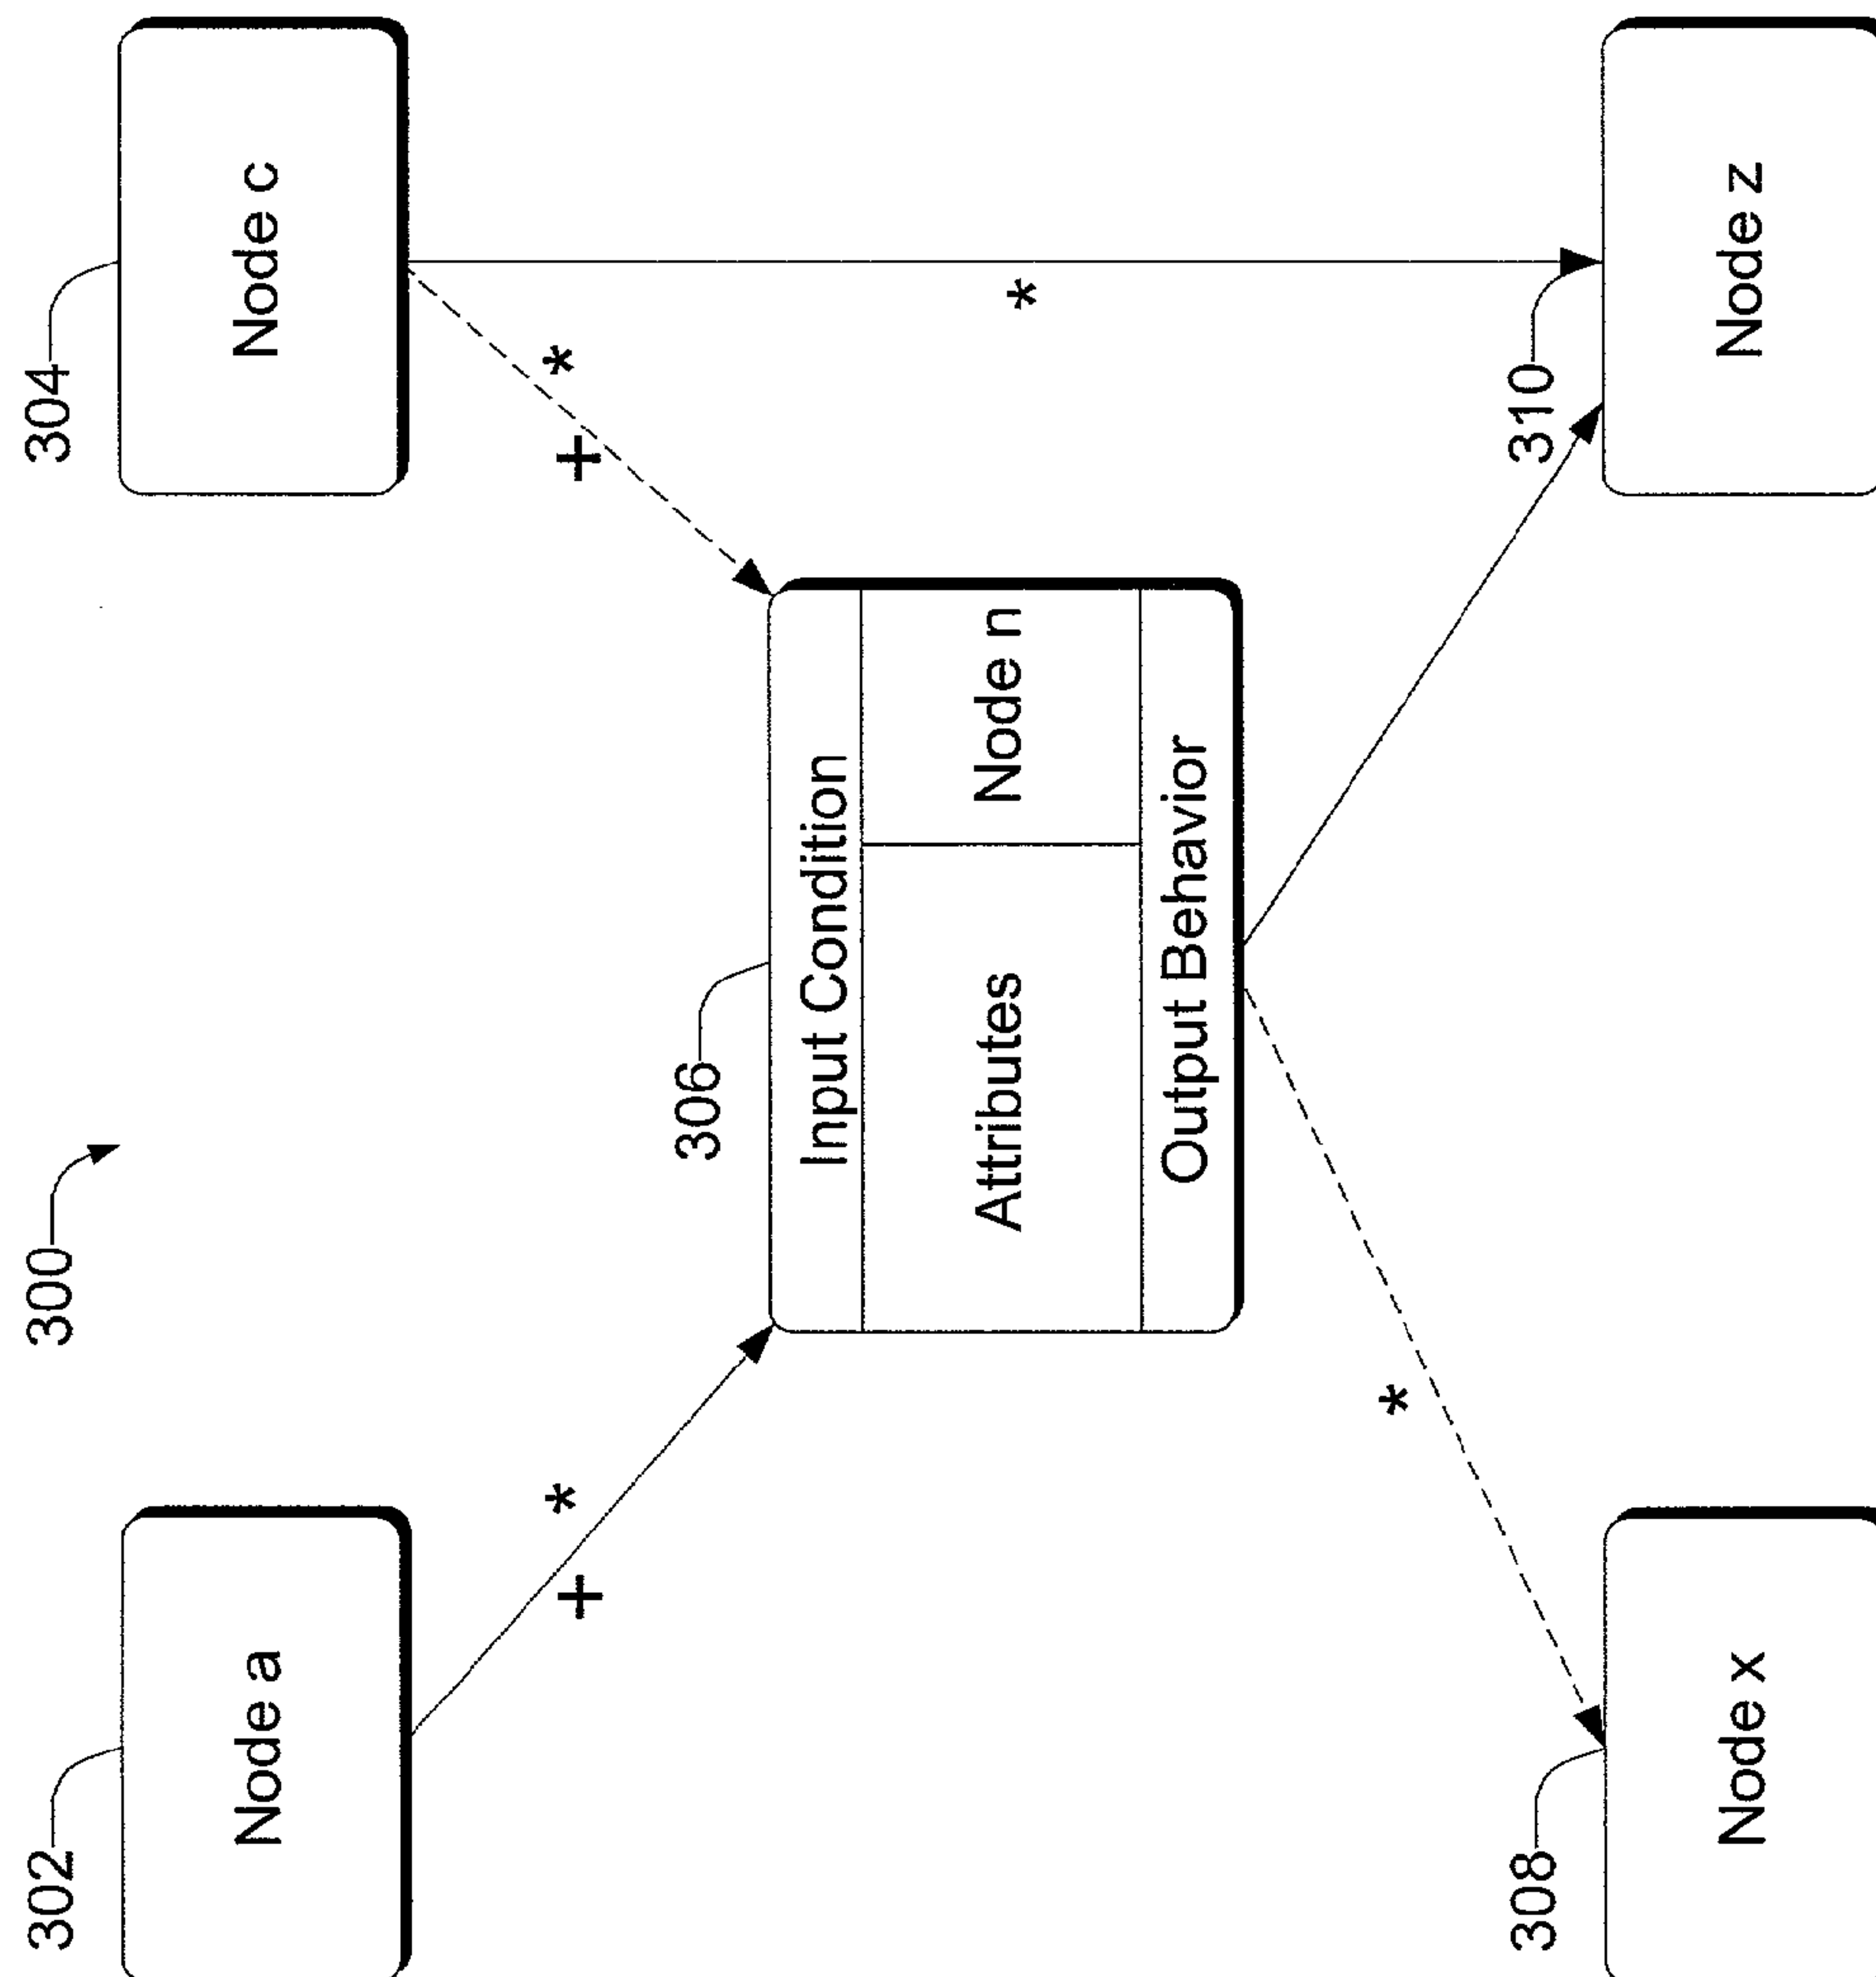 302
300
304
Node a
Node c
+ *
+ *
306
Input Condition
Attributes
Node n
*
Output Behavior
*
308
310
Node x
Node z